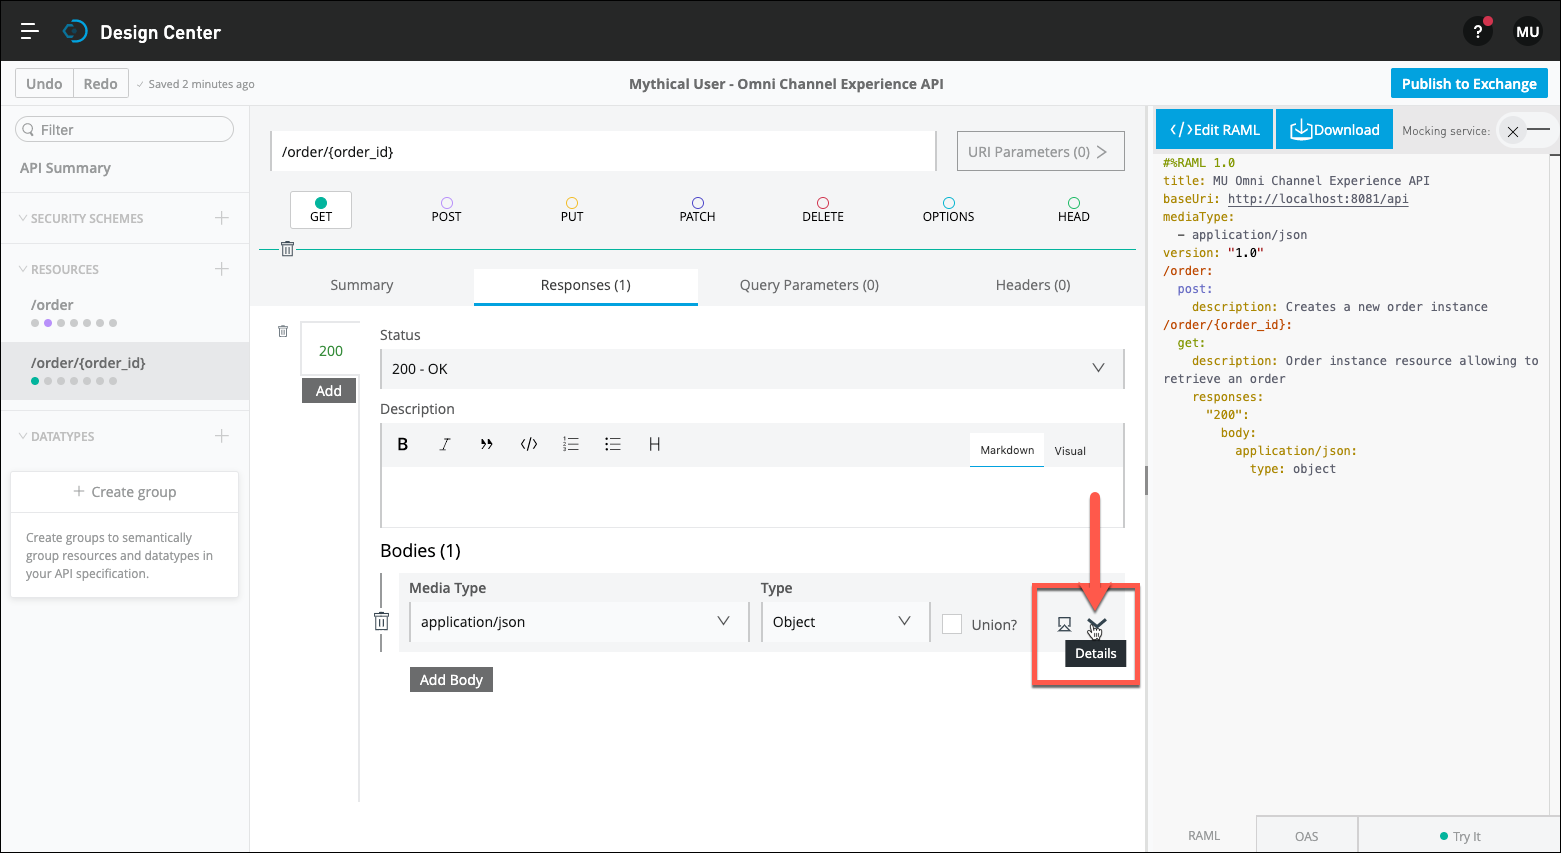 Design Center
?
MU
Undo
Redo
✓ Saved 2 minutes ago
Mythical User - Omni Channel Experience API
Publish to Exchange
Filter
API Summary
SECURITY SCHEMES
RESOURCES
/order
/order/{order_id}
DATATYPES
+ Create group
Create groups to semantically
group resources and datatypes in
your API specification.
/order/{order_id}
URI Parameters (0)
GET
POST
PUT
PATCH
DELETE
OPTIONS
HEAD
Summary
Responses (1)
Query Parameters (0)
Headers (0)
200
Add
Status
200 - OK
Description
B
I
”
</>
H
Markdown
Visual
Bodies (1)
Media Type
Type
application/json
Object
Union?
Details
Add Body
</>Edit RAML
Download
Mocking service:
#%RAML 1.0
title: MU Omni Channel Experience API
baseUri: http://localhost:8081/api
mediaType:
- application/json
version: "1.0"
/order:
post:
description: Creates a new order instance
/order/{order_id}:
get:
description: Order instance resource allowing to
retrieve an order
responses:
"200":
body:
application/json:
type: object
RAML
OAS
Try It